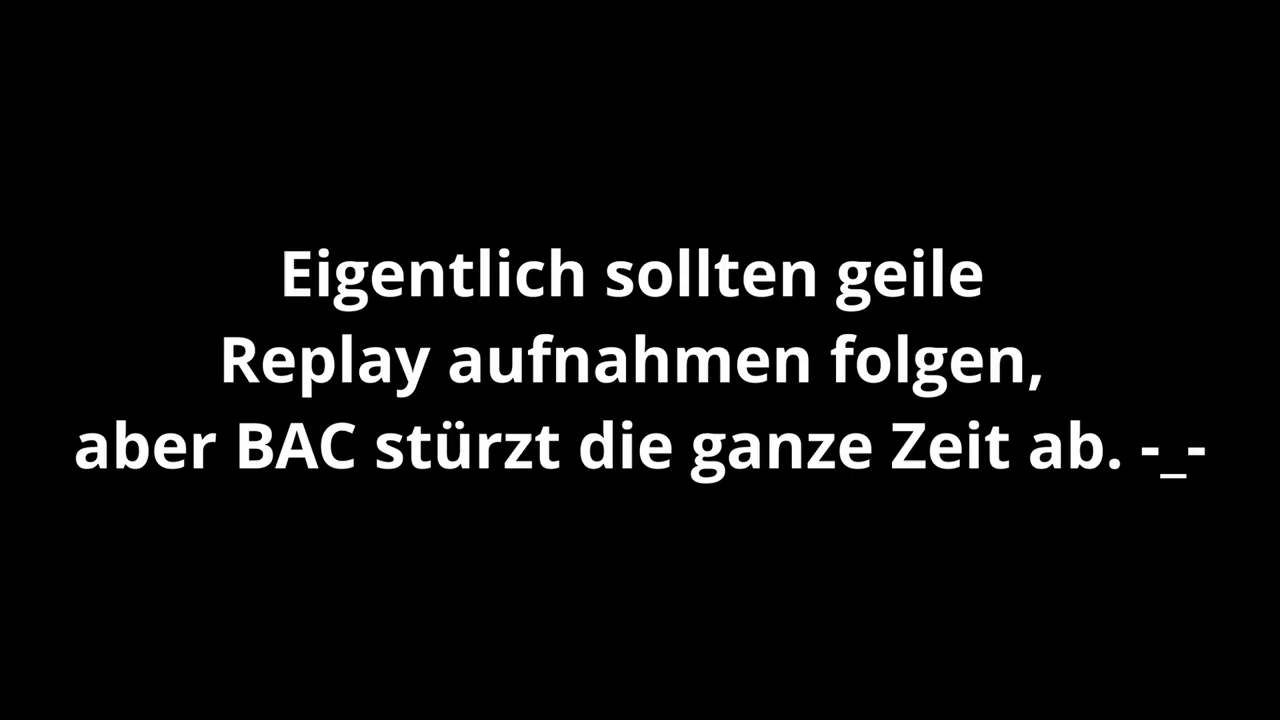 Eigentlich sollten geile
Replay aufnahmen folgen,
aber BAC stürzt die ganze Zeit ab. -_-